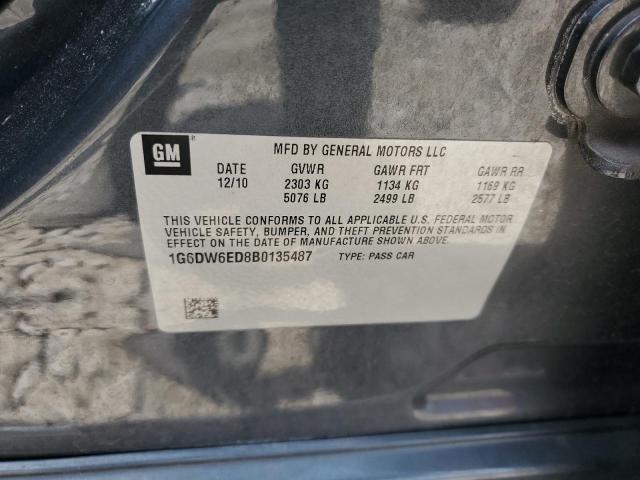 GM
MFD BY GENERAL MOTORS LLC
DATE GVWR GAWR FRT GAWR RR
12/10 2303 KG 1134 KG 1169 KG
5076 LB 2499 LB 2577 LB
THIS VEHICLE CONFORMS TO ALL APPLICABLE U.S. FEDERAL MOTOR
VEHICLE SAFETY, BUMPER, AND THEFT PREVENTION STANDARDS IN
EFFECT ON THE DATE OF MANUFACTURE SHOWN ABOVE.
1G6DW6ED8B0135487 TYPE: PASS CAR